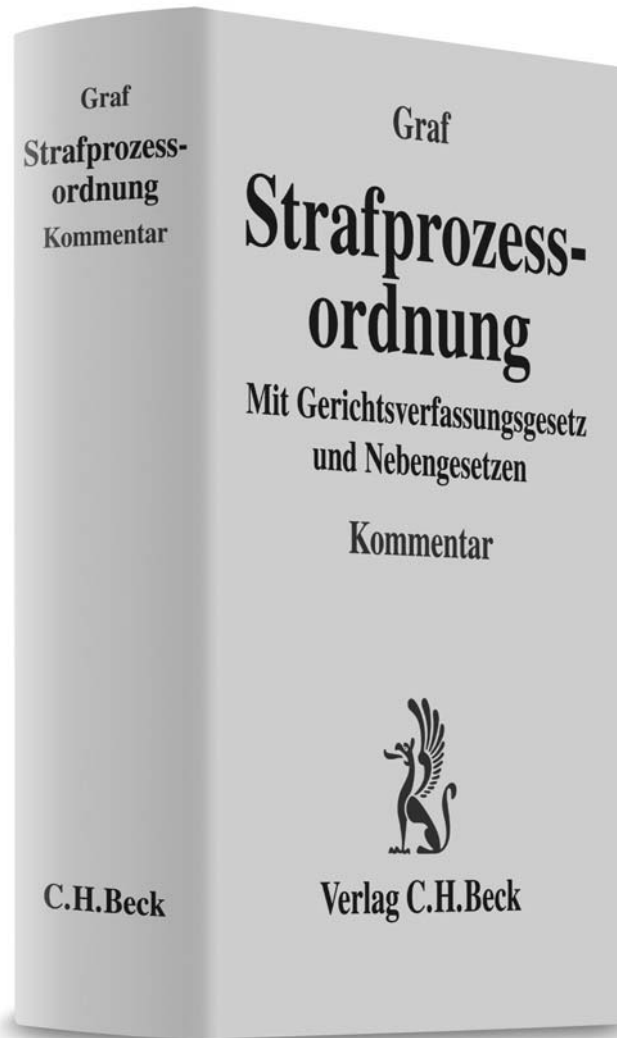 Graf
Strafprozess-
ordnung
Kommentar
C.H.Beck
Graf
Strafprozess-
ordnung
Mit Gerichtsverfassungsgesetz
und Nebengesetzen
Kommentar
Verlag C.H.Beck